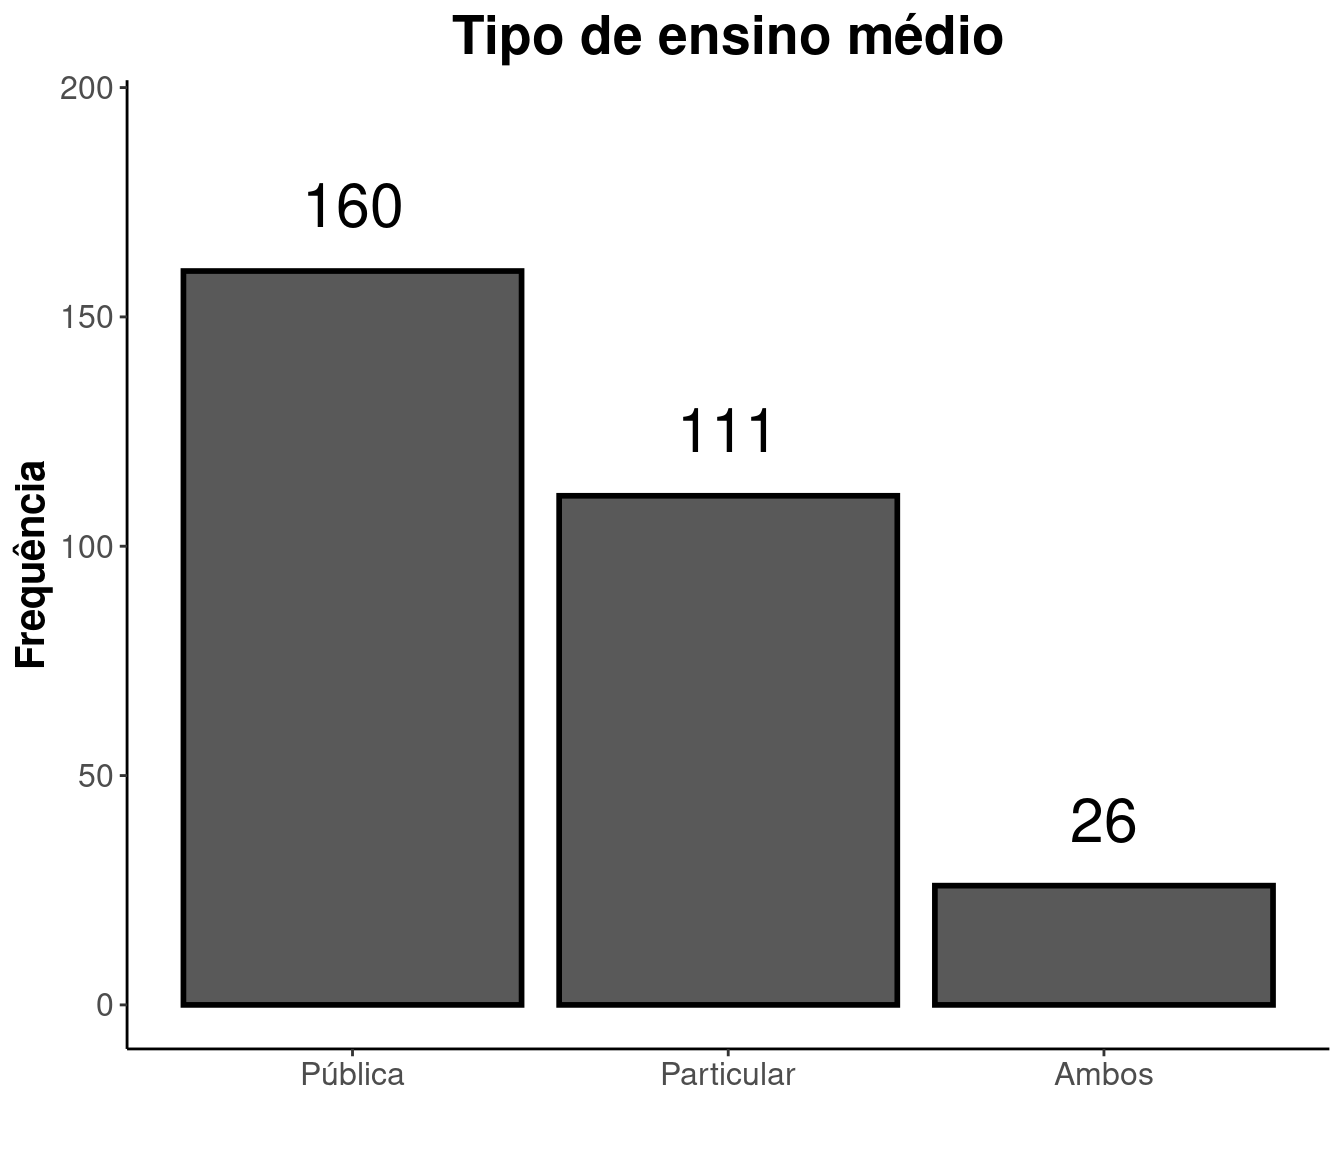 Tipo de ensino médio
Frequência
200
150
100
50
0
160
111
26
Pública
Particular
Ambos